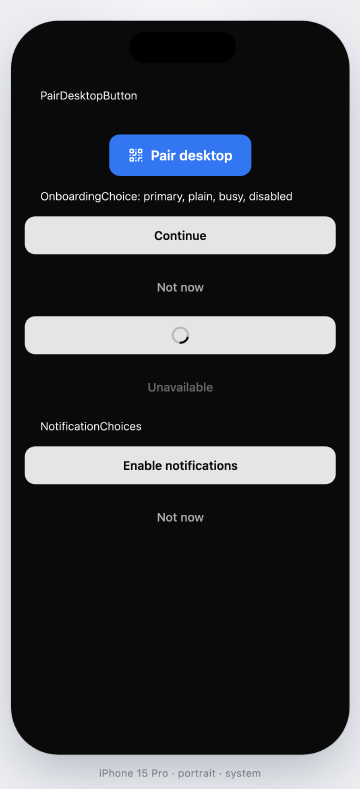 PairDesktopButton
Pair desktop
OnboardingChoice: primary, plain, busy, disabled
Continue
Not now
Unavailable
NotificationChoices
Enable notifications
Not now
iPhone 15 Pro · portrait · system